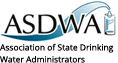 ASDWA
Association of State Drinking
Water Administrators